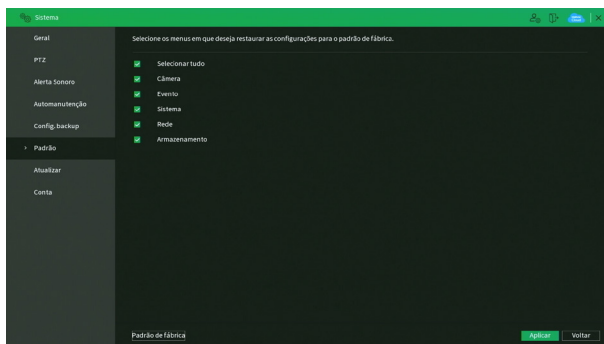 Sistema
Geral
Selecione os menus em que deseja restaurar as configurações para o padrão de fábrica.
PTZ
Selecionar tudo
Alerta Sonoro
Câmera
Evento
Automanutenção
Sistema
Config.backup
Rede
Padrão
Armazenamento
Atualizar
Conta
Padrão de fábrica
Aplicar
Voltar